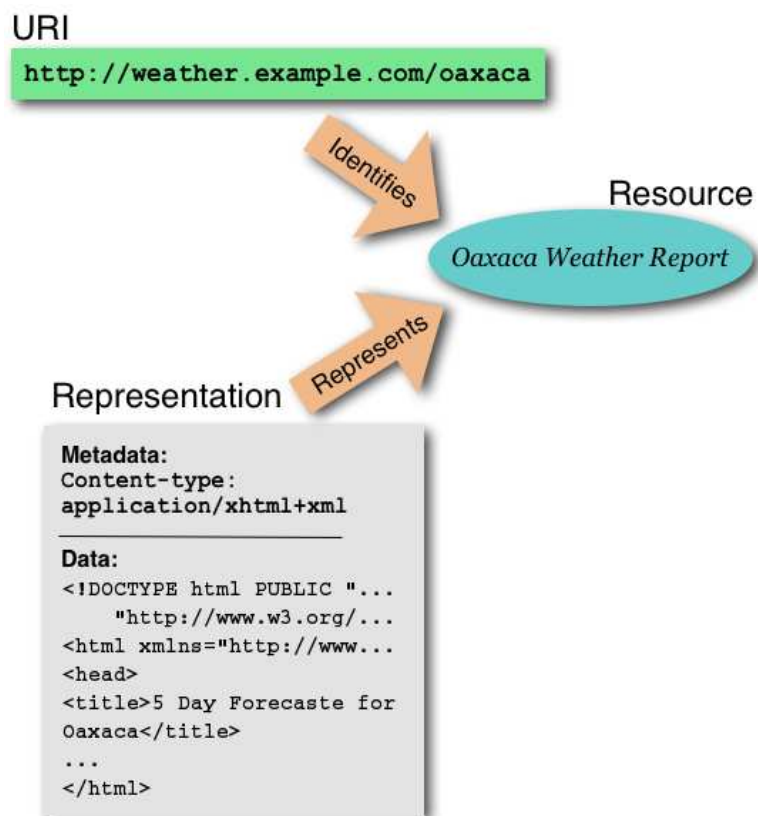 URI
http://weather.example.com/oaxaca
Identifies
Resource
Oaxaca Weather Report
Represents
Representation
Metadata:
Content-type:
application/xhtml+xml
Data:
<!DOCTYPE html PUBLIC "...
"http://www.w3.org/...
<html xmlns="http://www...
<head>
<title>5 Day Forecaste for
Oaxaca</title>
...
</html>